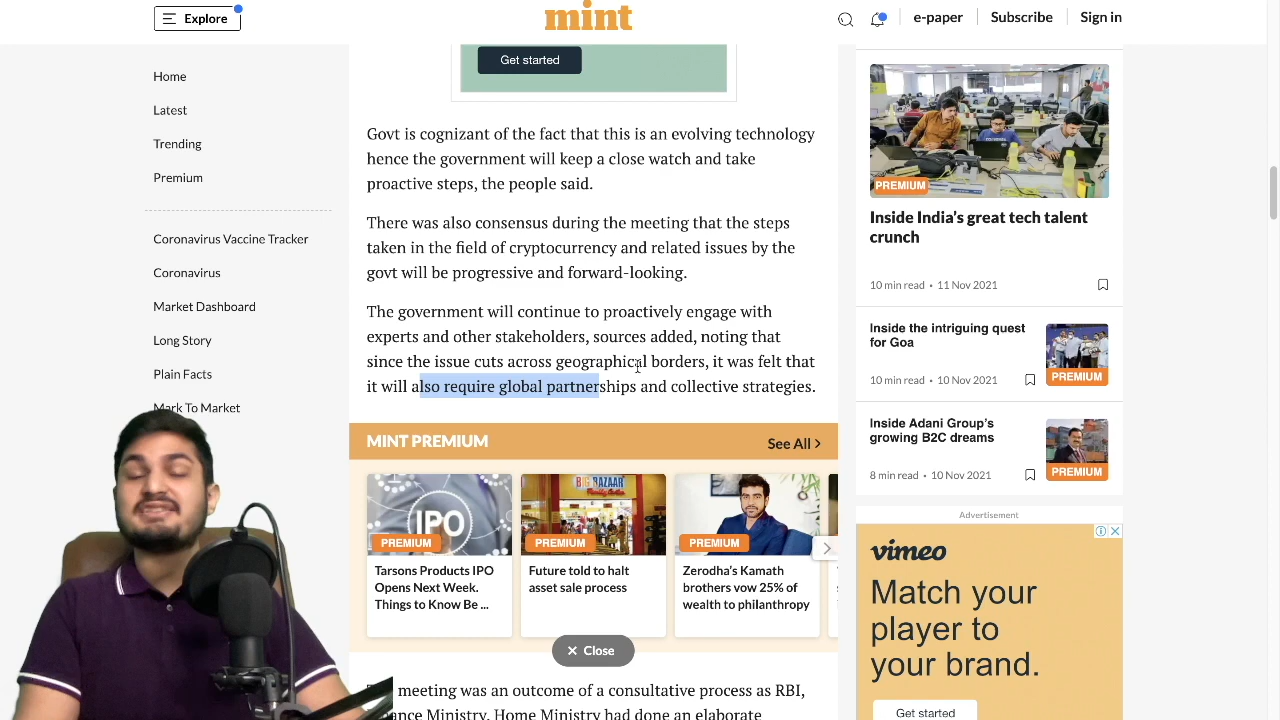 Explore
mint
e-paper
Subscribe
Sign in
Home
Latest
Trending
Premium
Coronavirus Vaccine Tracker
Coronavirus
Market Dashboard
Long Story
Plain Facts
Mark To Market
Get started
Govt is cognizant of the fact that this is an evolving technology
hence the government will keep a close watch and take
proactive steps, the people said.
There was also consensus during the meeting that the steps
taken in the field of cryptocurrency and related issues by the
govt will be progressive and forward-looking.
The government will continue to proactively engage with
experts and other stakeholders, sources added, noting that
since the issue cuts across geographical borders, it was felt that
it will also require global partnerships and collective strategies.
MINT PREMIUM
See All >
IPO
PREMIUM
Tarsons Products IPO
Opens Next Week.
Things to Know Be ...
BIG BAZAAR
PREMIUM
Future told to halt
asset sale process
PREMIUM
Zerodha's Kamath
brothers vow 25% of
wealth to philanthropy
✕ Close
meeting was an outcome of a consultative process as RBI,
Ministry, Home Ministry had done an elaborate
PREMIUM
Inside India's great tech talent
crunch
10 min read • 11 Nov 2021
Inside the intriguing quest
for Goa
PREMIUM
10 min read • 10 Nov 2021
Inside Adani Group's
growing B2C dreams
PREMIUM
8 min read • 10 Nov 2021
Advertisement
vimeo
Match your
player to
your brand.
Get started